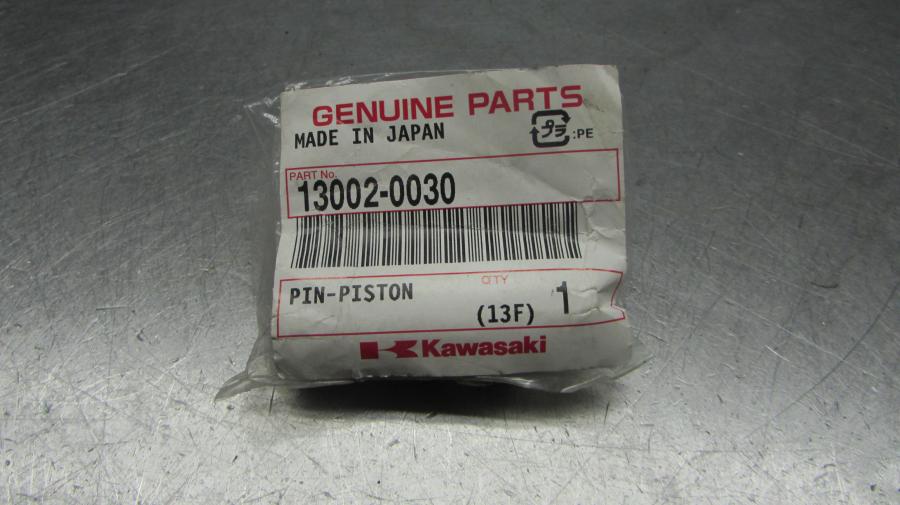 GENUINE PARTS
MADE IN JAPAN
プラ :PE
PART No.
13002-0030
QTY
PIN-PISTON
(13F) 1
Kawasaki